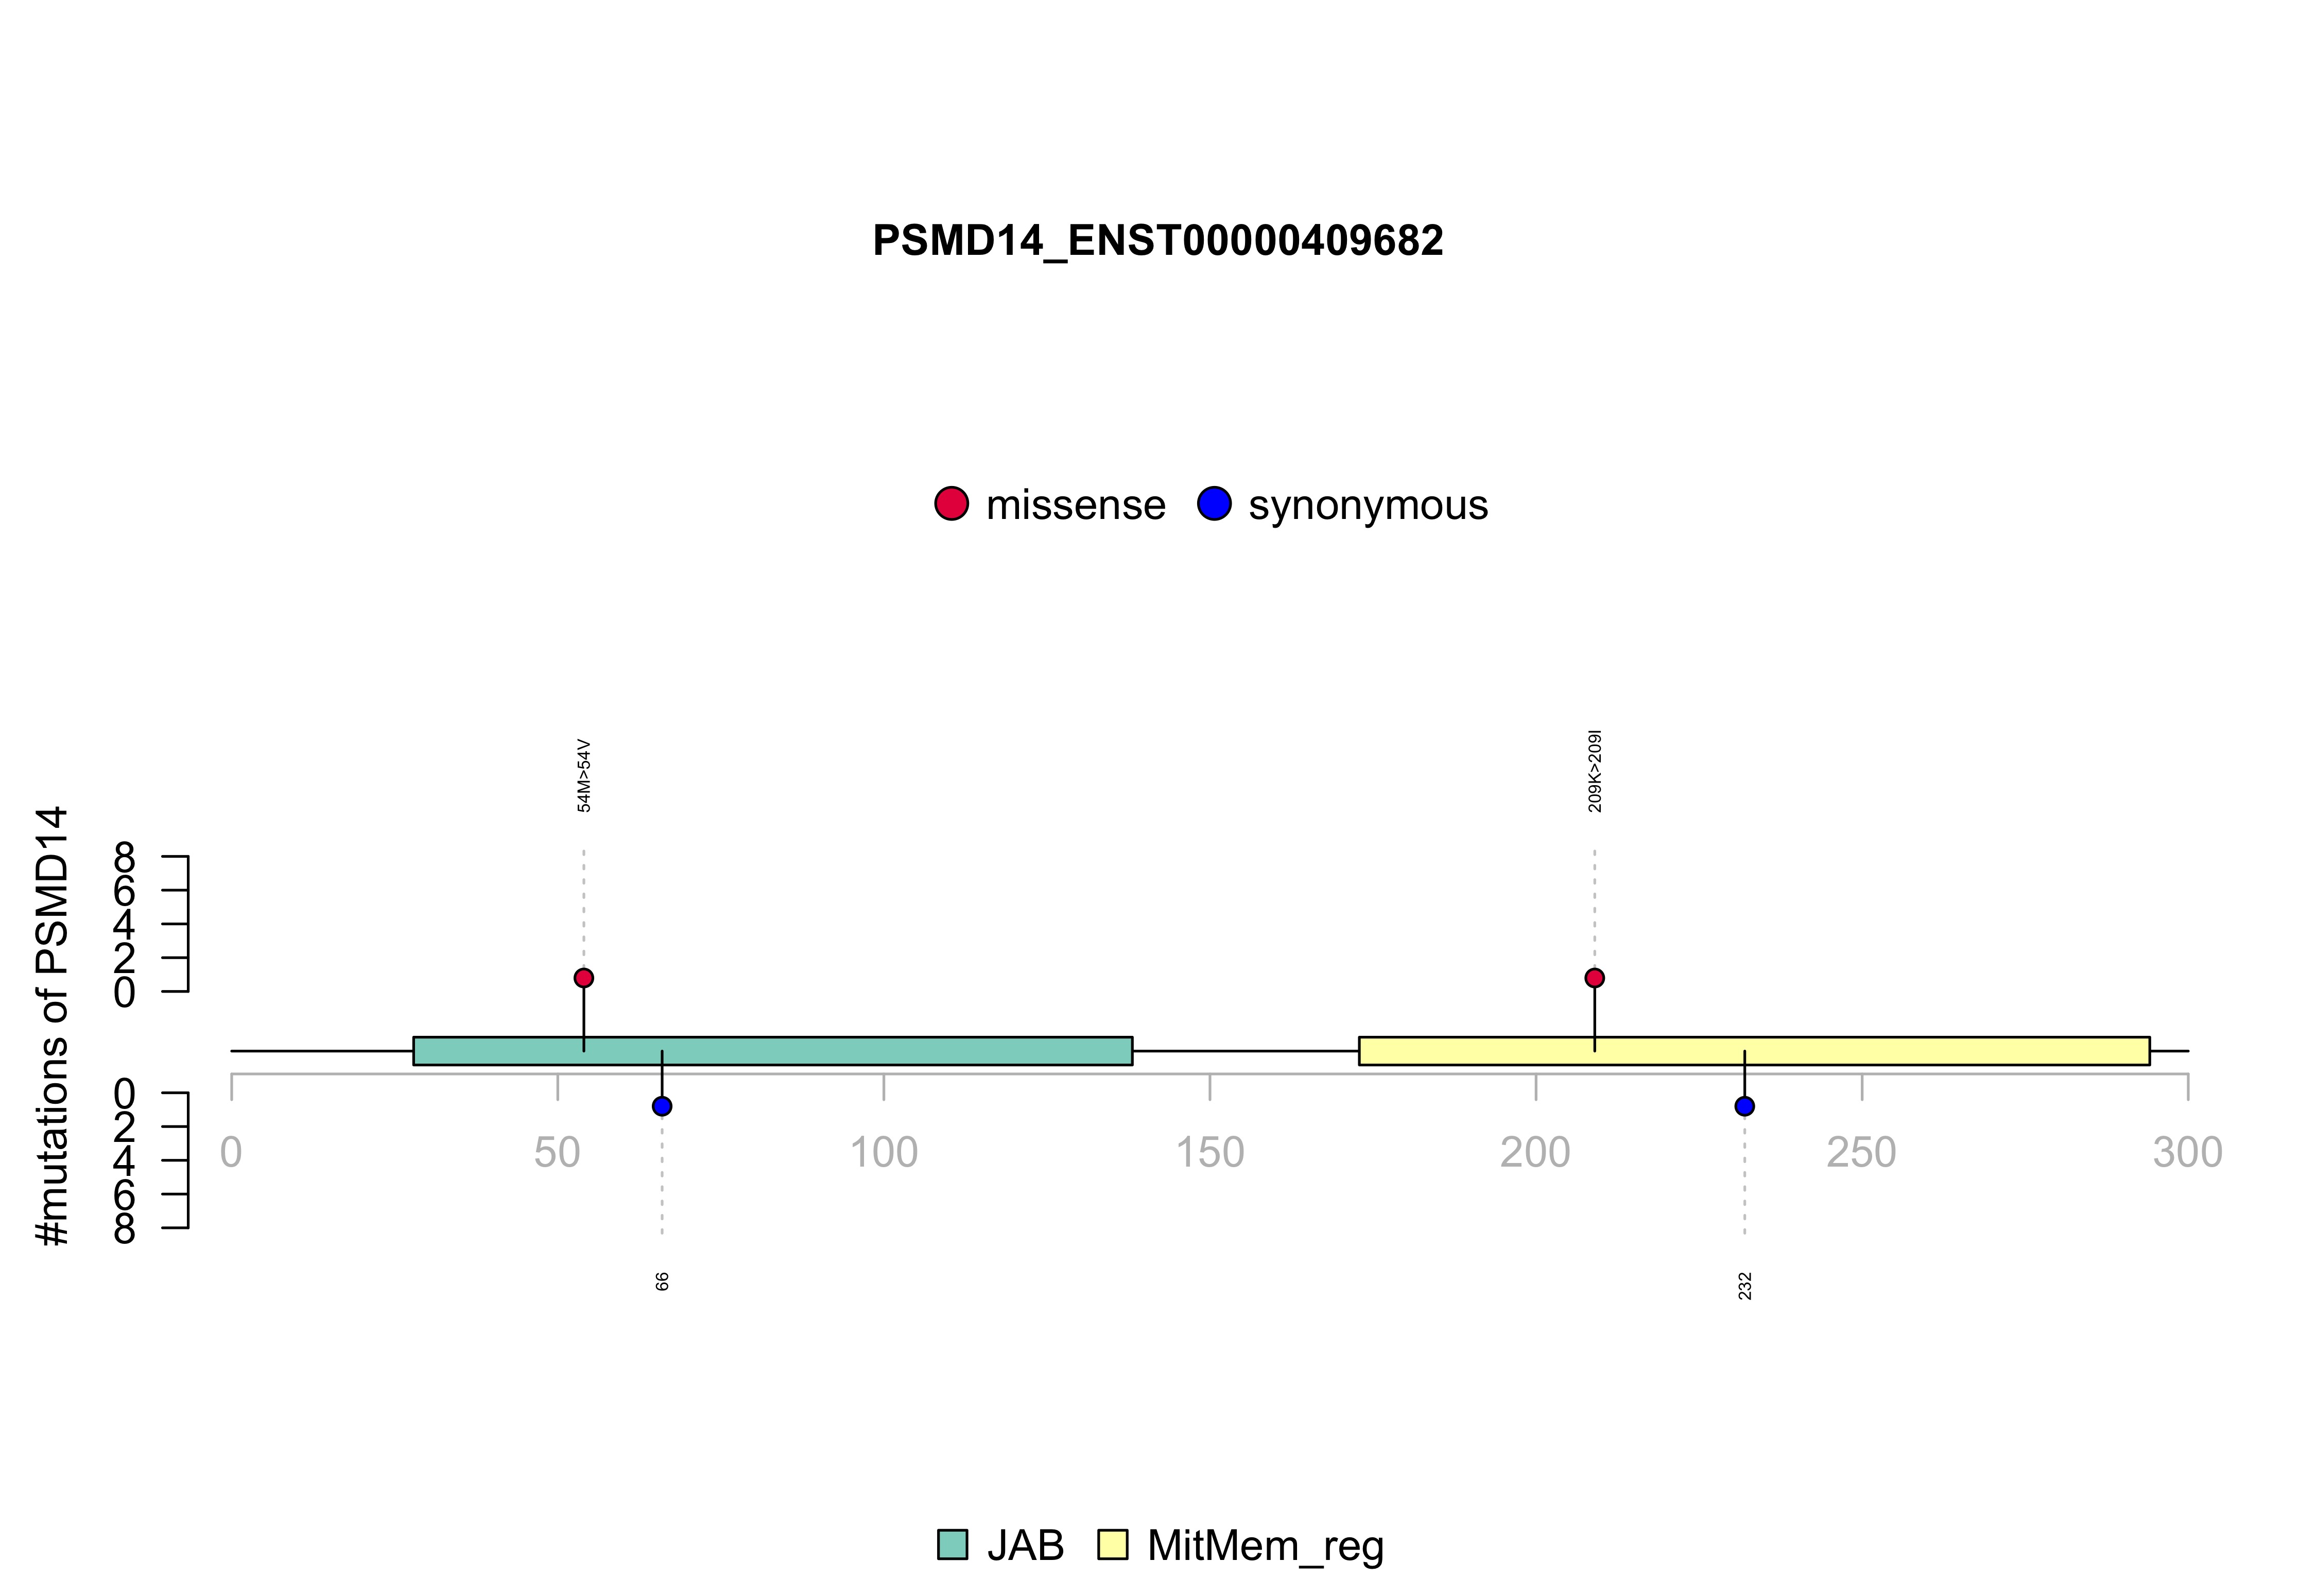 PSMD14_ENST00000409682
missense synonymous
54M>54V
209K>209I
#mutations of PSMD14
8
6
4
2
0
0
2
4
6
8
0 50 100 150 200 250 300
66
232
JAB MitMem_reg